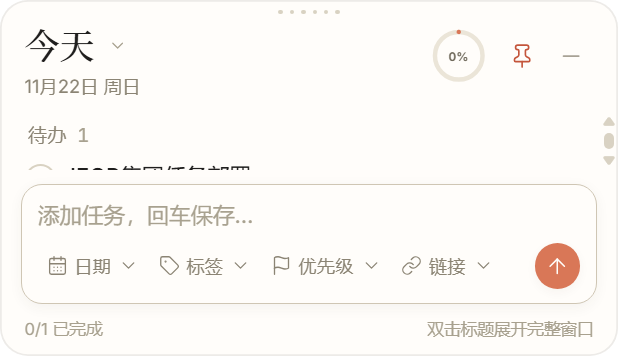 今天
0%
11月22日 周日
待办 1
添加任务，回车保存...
日期
标签
优先级
链接
0/1 已完成
双击标题展开完整窗口